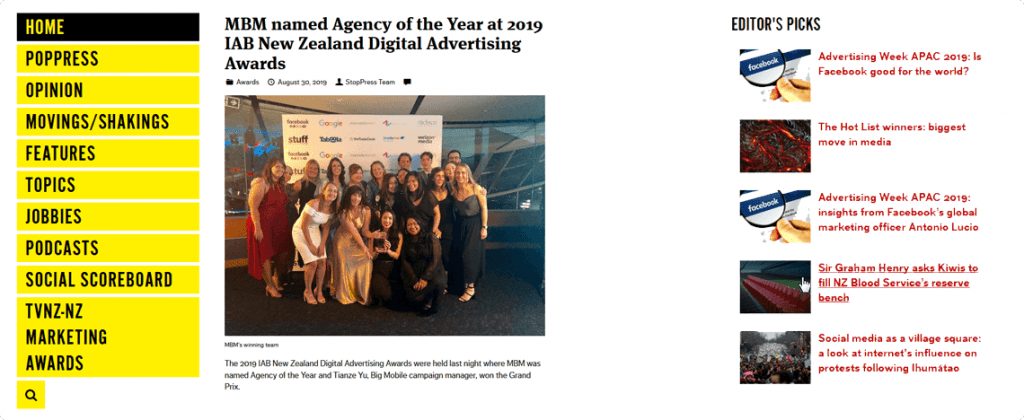 HOME
POPPRESS
OPINION
MOVINGS/SHAKINGS
FEATURES
TOPICS
JOBBIES
PODCASTS
SOCIAL SCOREBOARD
TVNZ-NZ
MARKETING
AWARDS
MBM named Agency of the Year at 2019
IAB New Zealand Digital Advertising
Awards
Awards August 30, 2019 StopPress Team
facebook Google
stuff Taboola
facebook
Google
stuff
MBM's winning team
The 2019 IAB New Zealand Digital Advertising Awards were held last night where MBM was
named Agency of the Year and Tianze Yu, Big Mobile campaign manager, won the Grand
Prix.
EDITOR'S PICKS
facebook
Advertising Week APAC 2019: Is
Facebook good for the world?
The Hot List winners: biggest
move in media
facebook
Advertising Week APAC 2019:
insights from Facebook's global
marketing officer Antonio Lucio
Sir Graham Henry asks Kiwis to
fill NZ Blood Service's reserve
bench
Social media as a village square:
a look at internet's influence on
protests following Ihumātao